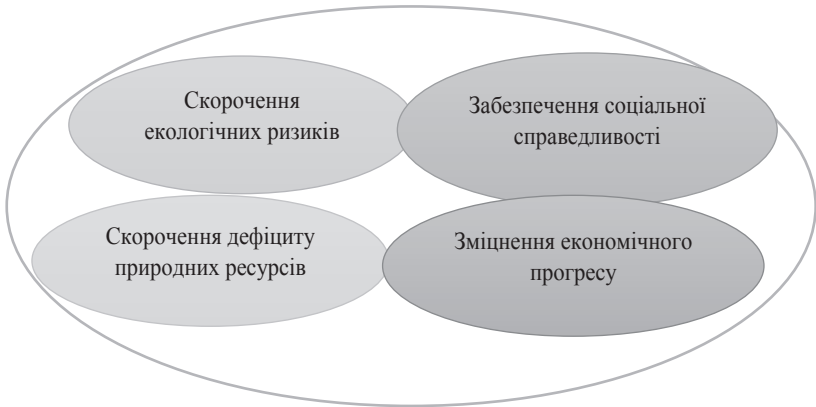 Скорочення
екологічних ризиків
Забезпечення соціальної
справедливості
Скорочення дефіциту
природних ресурсів
Зміцнення економічного
прогресу